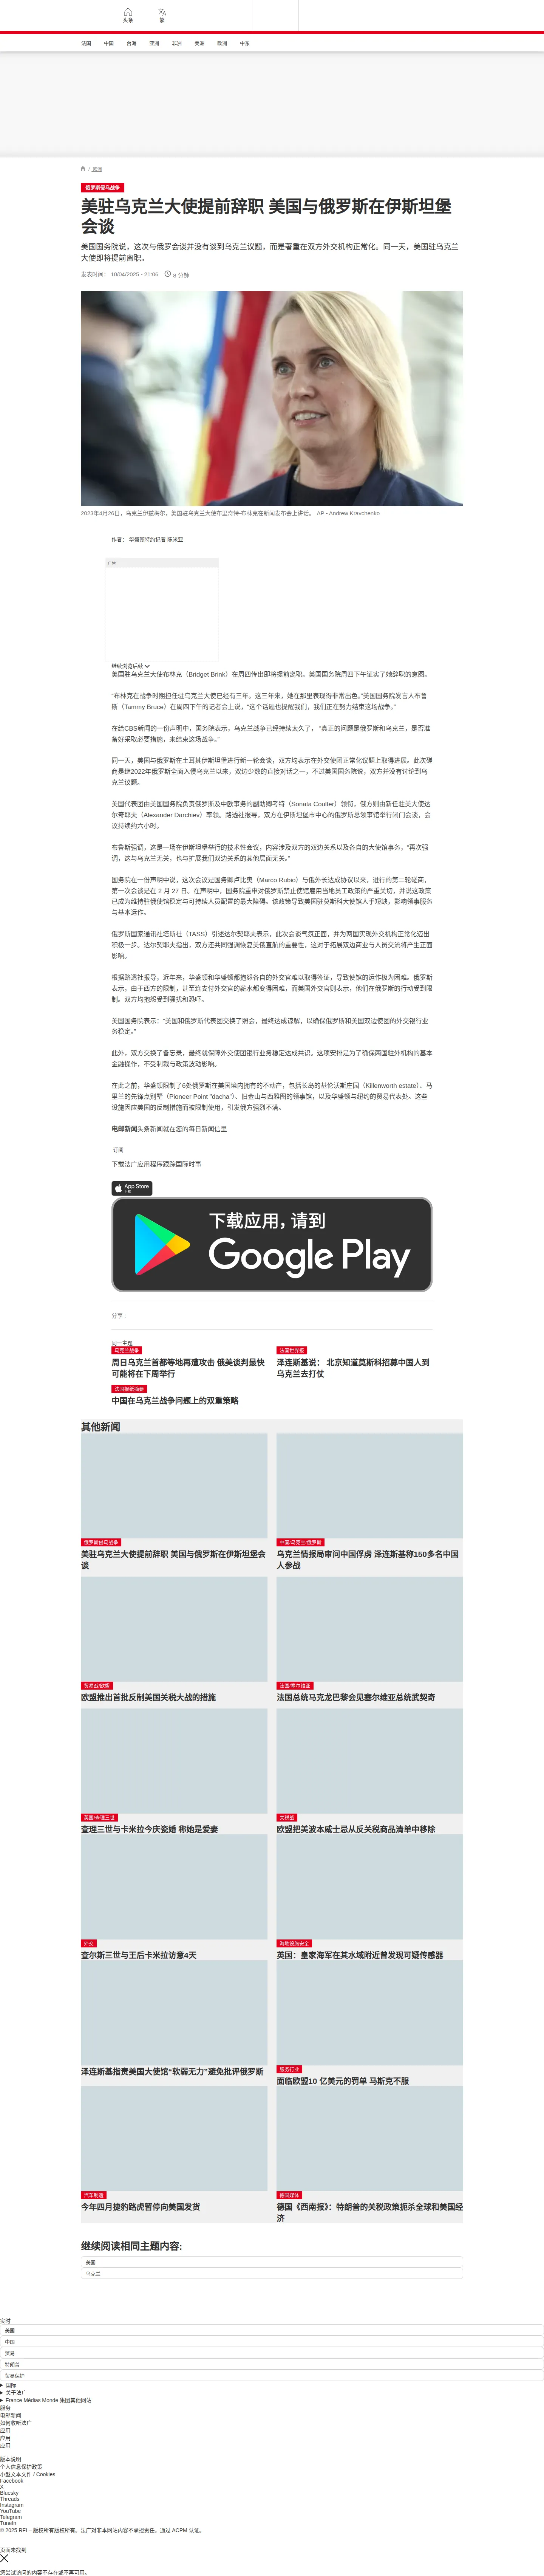 头条
繁
法国 中国 台海 亚洲 非洲 美洲 欧洲 中东
/ 欧洲
俄罗斯侵乌战争
美驻乌克兰大使提前辞职 美国与俄罗斯在伊斯坦堡
会谈
美国国务院说，这次与俄罗会谈并没有谈到乌克兰议题，而是著重在双方外交机构正常化。同一天，美国驻乌克兰
大使即将提前离职。
发表时间： 10/04/2025 - 21:06 8 分钟
2023年4月26日，乌克兰伊兹梅尔，美国驻乌克兰大使布里奇特·布林克在新闻发布会上讲话。 AP - Andrew Kravchenko
作者： 华盛顿特约记者 陈米亚
广告
继续浏览后续
美国驻乌克兰大使布林克（Bridget Brink）在周四传出即将提前离职。美国国务院周四下午证实了她辞职的意图。
“布林克在战争时期担任驻乌克兰大使已经有三年。这三年来，她在那里表现得非常出色。”美国国务院发言人布鲁
斯（Tammy Bruce）在周四下午的记者会上说，“这个话题也提醒我们，我们正在努力结束这场战争。”
在给CBS新闻的一份声明中，国务院表示，乌克兰战争已经持续太久了， “真正的问题是俄罗斯和乌克兰，是否准
备好采取必要措施，来结束这场战争。”
同一天，美国与俄罗斯在土耳其伊斯坦堡进行新一轮会谈，双方均表示在外交使团正常化议题上取得进展。此次磋
商是继2022年俄罗斯全面入侵乌克兰以来，双边少数的直接对话之一，不过美国国务院说，双方并没有讨论到乌
克兰议题。
美国代表团由美国国务院负责俄罗斯及中欧事务的副助卿考特（Sonata Coulter）领衔，俄方则由新任驻美大使达
尔奇耶夫（Alexander Darchiev）率领。路透社报导，双方在伊斯坦堡市中心的俄罗斯总领事馆举行闭门会谈，会
议持续约六小时。
布鲁斯强调，这是一场在伊斯坦堡举行的技术性会议，内容涉及双方的双边关系以及各自的大使馆事务，“再次强
调，这与乌克兰无关，也与扩展我们双边关系的其他层面无关。”
国务院在一份声明中说，这次会议是国务卿卢比奥（Marco Rubio）与俄外长达成协议以来，进行的第二轮磋商，
第一次会谈是在 2 月 27 日。在声明中，国务院重申对俄罗斯禁止使馆雇用当地员工政策的严重关切，并说这政策
已成为维持驻俄使馆稳定与可持续人员配置的最大障碍。该政策导致美国驻莫斯科大使馆人手短缺，影响领事服务
与基本运作。
俄罗斯国家通讯社塔斯社（TASS）引述达尔契耶夫表示，此次会谈气氛正面，并为两国实现外交机构正常化迈出
积极一步。达尔契耶夫指出，双方还共同强调恢复美俄直航的重要性，这对于拓展双边商业与人员交流将产生正面
影响。
根据路透社报导，近年来，华盛顿和华盛顿都抱怨各自的外交官难以取得签证，导致使馆的运作极为困难。俄罗斯
表示，由于西方的限制，甚至连支付外交官的薪水都变得困难，而美国外交官则表示，他们在俄罗斯的行动受到限
制。双方均抱怨受到骚扰和恐吓。
美国国务院表示：“美国和俄罗斯代表团交换了照会，最终达成谅解，以确保俄罗斯和美国双边使团的外交银行业
务稳定。”
此外，双方交换了备忘录，最终就保障外交使团银行业务稳定达成共识。这项安排是为了确保两国驻外机构的基本
金融操作，不受制裁与政策波动影响。
在此之前，华盛顿限制了6处俄罗斯在美国境内拥有的不动产，包括长岛的基伦沃斯庄园（Killenworth estate）、马
里兰的先锋点别墅（Pioneer Point "dacha"）、旧金山与西雅图的领事馆，以及华盛顿与纽约的贸易代表处。这些
设施因应美国的反制措施而被限制使用，引发俄方强烈不满。
电邮新闻头条新闻就在您的每日新闻信里
订阅
下载法广应用程序跟踪国际时事
App Store
下载
下载应用，请到
Google Play
分享 :
同一主题
乌克兰战争
周日乌克兰首都等地再遭攻击 俄美谈判最快
可能将在下周举行
法国世界报
泽连斯基说： 北京知道莫斯科招募中国人到
乌克兰去打仗
法国报纸摘要
中国在乌克兰战争问题上的双重策略
其他新闻
俄罗斯侵乌战争
美驻乌克兰大使提前辞职 美国与俄罗斯在伊斯坦堡会
谈
中国/乌克兰/俄罗斯
乌克兰情报局审问中国俘虏 泽连斯基称150多名中国
人参战
贸易战/欧盟
欧盟推出首批反制美国关税大战的措施
法国/塞尔维亚
法国总统马克龙巴黎会见塞尔维亚总统武契奇
英国/查理三世
查理三世与卡米拉今庆瓷婚 称她是爱妻
关税战
欧盟把美波本威士忌从反关税商品清单中移除
外交
查尔斯三世与王后卡米拉访意4天
海地设施安全
英国：皇家海军在其水域附近曾发现可疑传感器
泽连斯基指责美国大使馆“软弱无力”避免批评俄罗斯
服务行业
面临欧盟10 亿美元的罚单 马斯克不服
汽车制造
今年四月捷豹路虎暂停向美国发货
德国媒体
德国《西南报》：特朗普的关税政策扼杀全球和美国经
济
继续阅读相同主题内容:
美国
乌克兰
实时
美国
中国
贸易
特朗普
贸易保护
国际
关于法广
France Médias Monde 集团其他网站
服务
电邮新闻
如何收听法广
应用
应用
应用
版本说明
个人信息保护政策
小型文本文件 / Cookies
Facebook
X
Bluesky
Threads
Instagram
YouTube
Telegram
TuneIn
© 2025 RFI – 版权所有版权所有。法广对非本网站内容不承担责任。通过 ACPM 认证。
页面未找到
您尝试访问的内容不存在或不再可用。